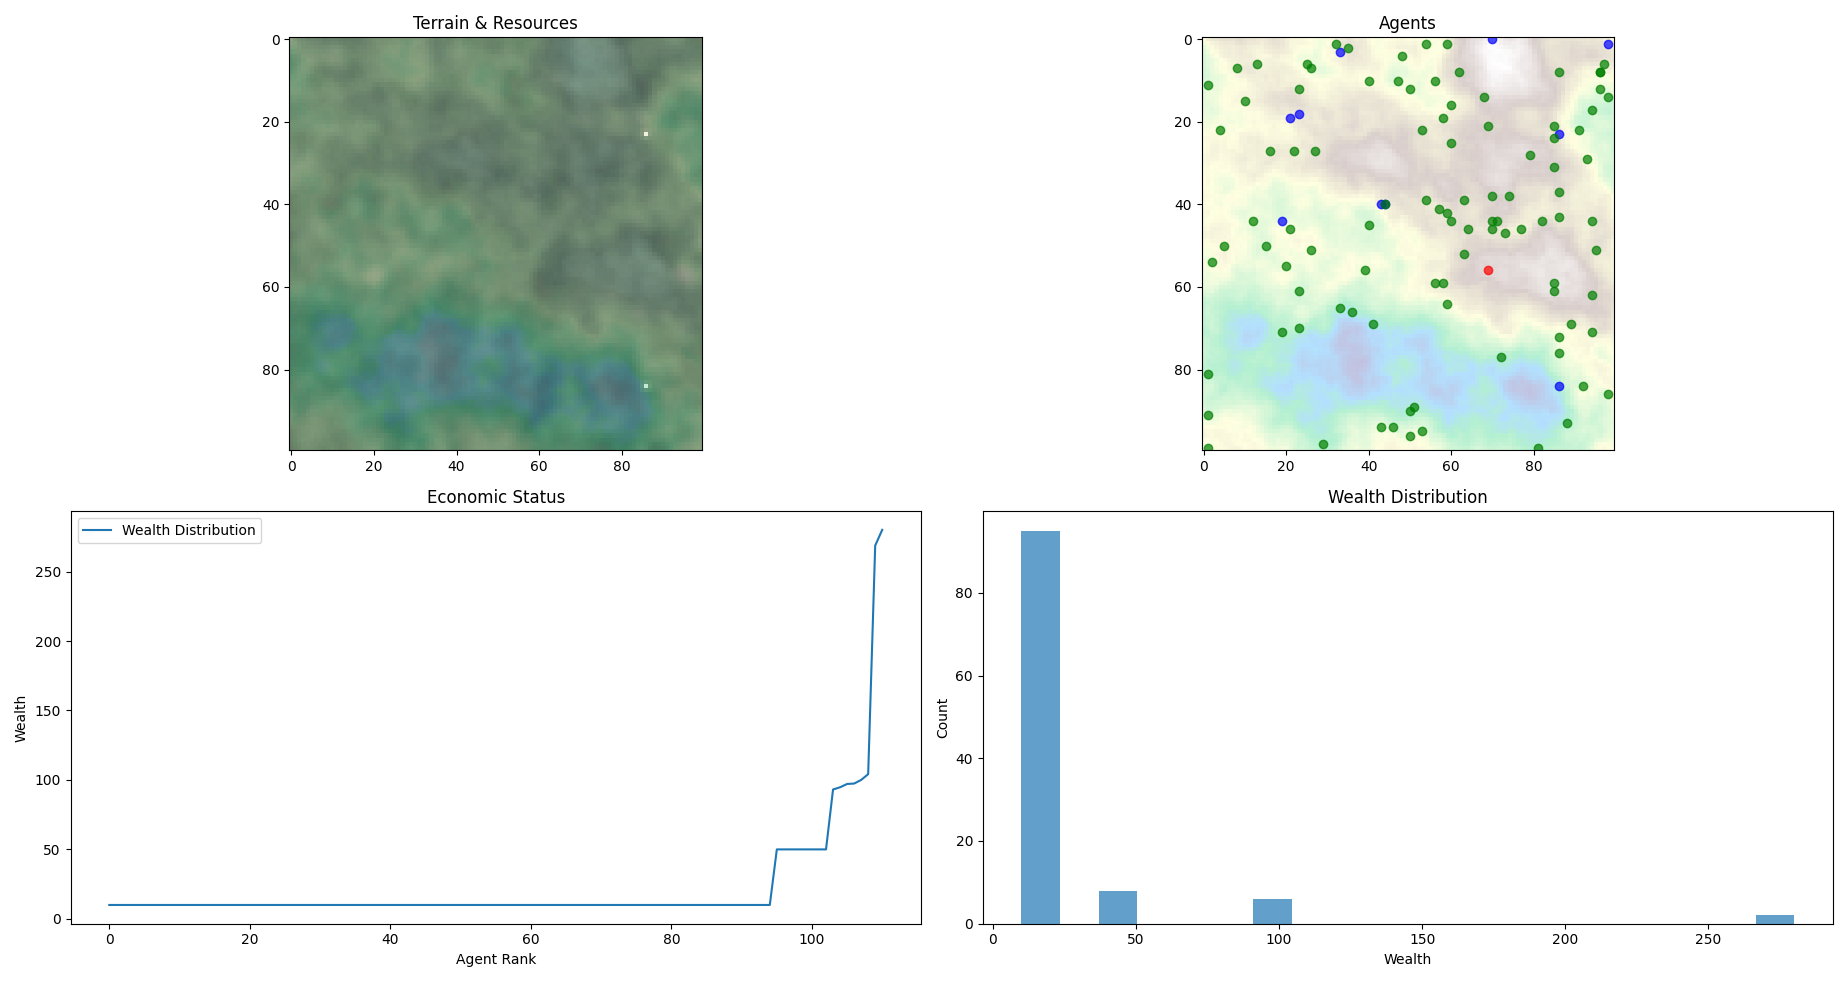 Terrain & Resources
0
20
40
60
80
0 20 40 60 80
Agents
0
20
40
60
80
0 20 40 60 80
Economic Status
Wealth Distribution
Wealth
250
200
150
100
50
0
0 20 40 60 80 100
Agent Rank
Wealth Distribution
Count
80
60
40
20
0
0 50 100 150 200 250
Wealth